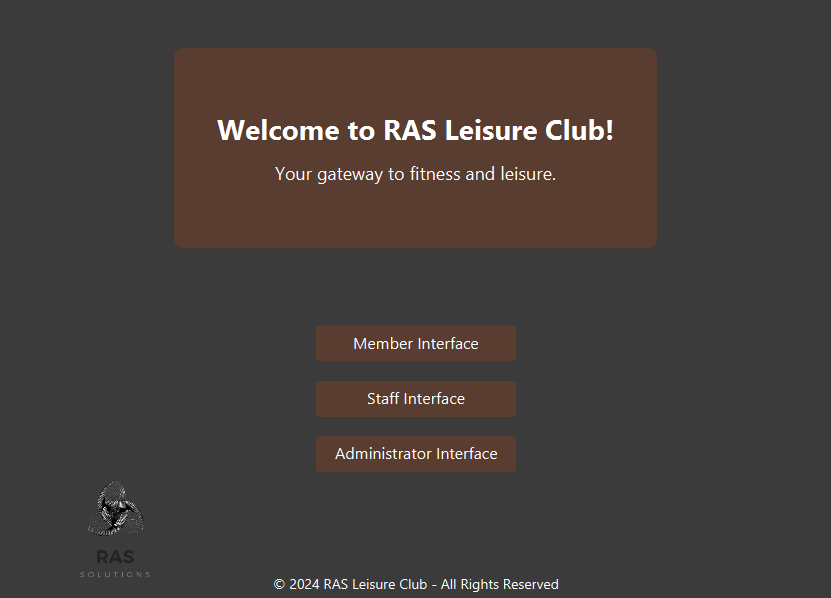 Welcome to RAS Leisure Club!
Your gateway to fitness and leisure.
Member Interface
Staff Interface
Administrator Interface
RAS
SOLUTIONS
© 2024 RAS Leisure Club - All Rights Reserved